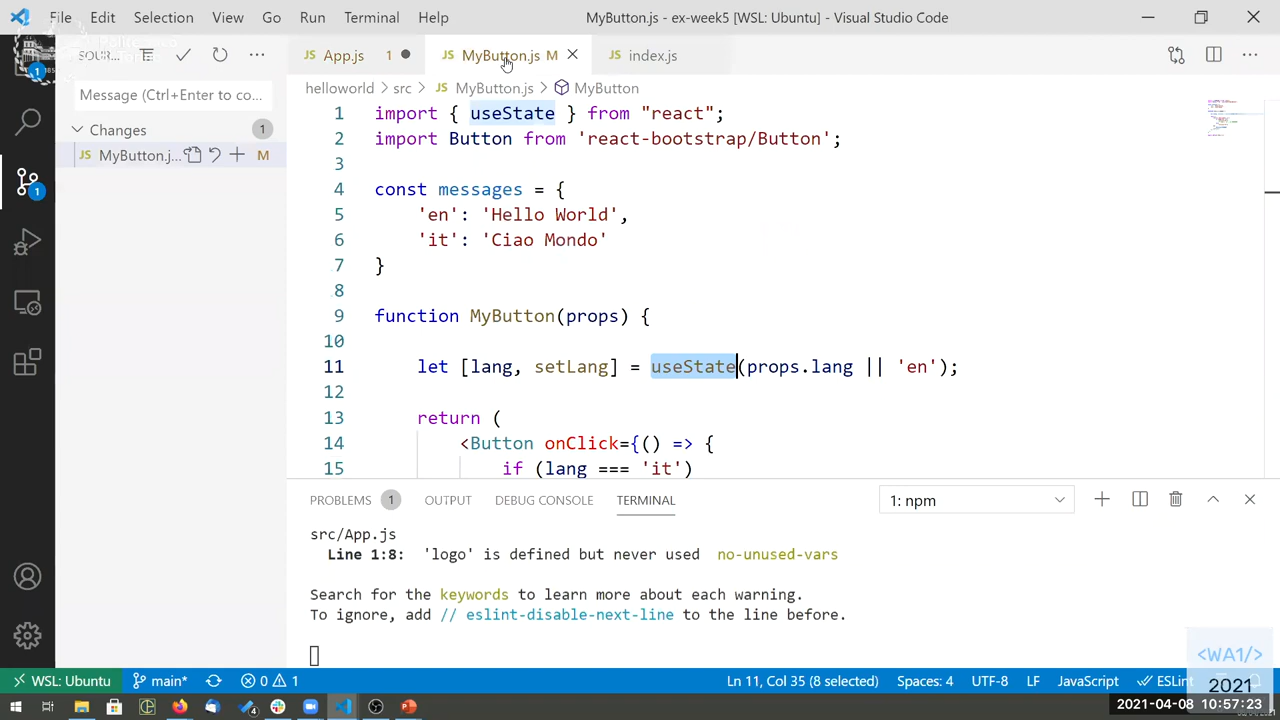 File Edit Selection View Go Run Terminal Help MyButton.js - ex-week5 [WSL: Ubuntu] - Visual Studio Code
JS App.js 1 JS MyButton.js M JS index.js
Message (Ctrl+Enter to co...
Changes 1
JS MyButton.j... M
1
1
helloworld > src > JS MyButton.js > MyButton
1 import { useState } from "react";
2 import Button from 'react-bootstrap/Button';
3
4 const messages = {
5 'en': 'Hello World',
6 'it': 'Ciao Mondo'
7 }
8
9 function MyButton(props) {
10
11 let [lang, setLang] = useState(props.lang || 'en');
12
13 return (
14 <Button onClick={() => {
15 if (lang === 'it')
PROBLEMS 1 OUTPUT DEBUG CONSOLE TERMINAL 1: npm
src/App.js
Line 1:8: 'logo' is defined but never used no-unused-vars
Search for the keywords to learn more about each warning.
To ignore, add // eslint-disable-next-line to the line before.
WSL: Ubuntu main* 0 1 Ln 11, Col 35 (8 selected) Spaces: 4 UTF-8 LF JavaScript ESLint
<WA1/>
2021
2021-04-08 10:57:23